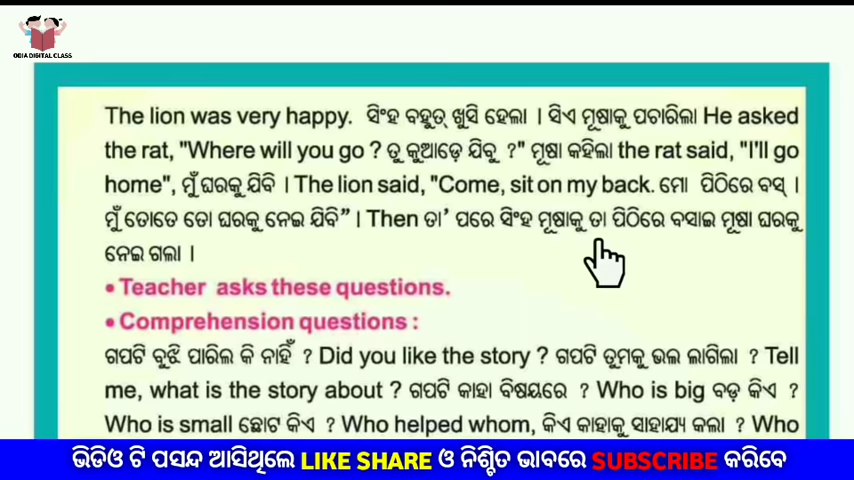 ODIA DIGITAL CLASS
The lion was very happy. ସିଂହ ବହୁତ୍ ଖୁସି ହେଲା । ସିଏ ମୂଷାକୁ ପଚାରିଲା He asked
the rat, "Where will you go ? ତୁ କୁଆଡ଼େ ଯିବୁ ?" ମୂଷା କହିଲା the rat said, "I'll go
home", ମୁଁ ଘରକୁ ଯିବି । The lion said, "Come, sit on my back. ମୋ ପିଠିରେ ବସ୍ ।
ମୁଁ ତୋତେ ତୋ ଘରକୁ ନେଇ ଯିବି” । Then ତା’ ପରେ ସିଂହ ମୂଷାକୁ ତା ପିଠିରେ ବସାଇ ମୂଷା ଘରକୁ
ନେଇ ଗଲା ।
• Teacher asks these questions.
• Comprehension questions :
ଗପଟି ବୁଝି ପାରିଲ କି ନାହିଁ ? Did you like the story ? ଗପଟି ତୁମକୁ ଭଲ ଲାଗିଲା ? Tell
me, what is the story about ? ଗପଟି କାହା ବିଷୟରେ ? Who is big ବଡ଼ କିଏ ?
Who is small ଛୋଟ କିଏ ? Who helped whom, କିଏ କାହାକୁ ସାହାଯ୍ୟ କଲା ? Who
ଭିଡିଓ ଟି ପସନ୍ଦ ଆସିଥିଲେ LIKE SHARE ଓ ନିଶ୍ଚିତ ଭାବରେ SUBSCRIBE କରିବେ